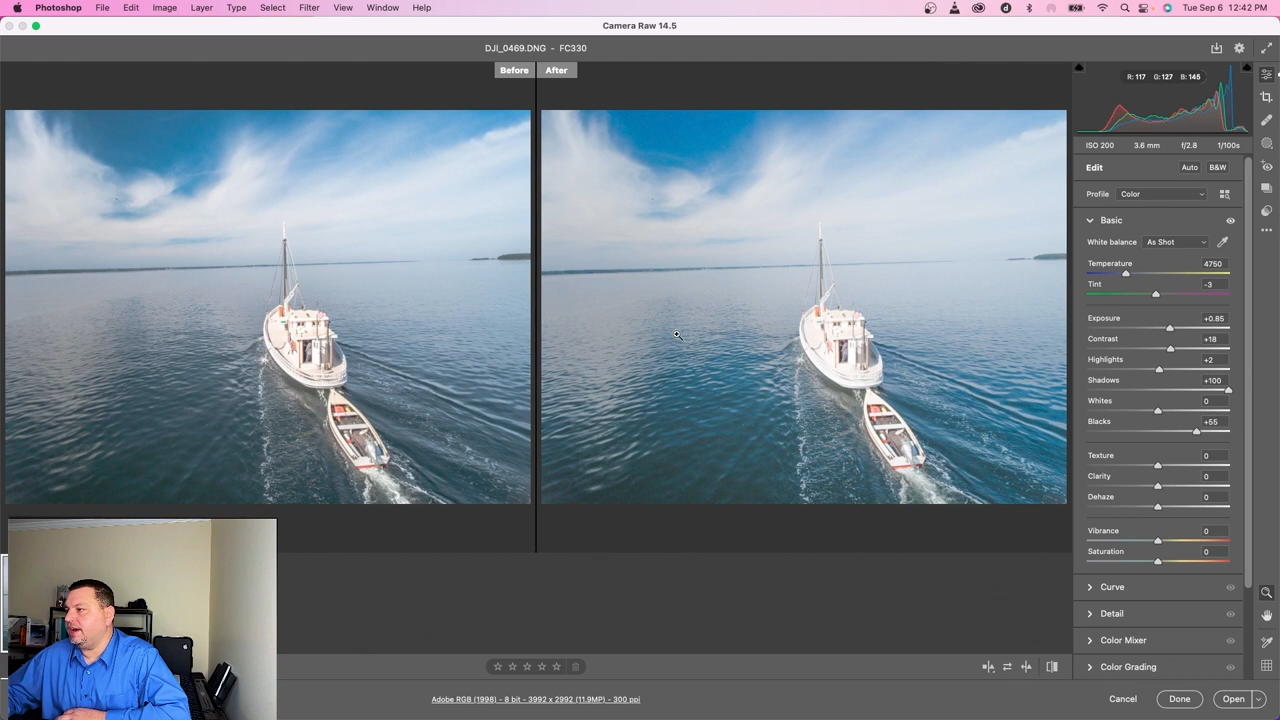 Photoshop File Edit Image Layer Type Select Filter View Window Help Tue Sep 6 12:42 PM
Camera Raw 14.5
DJI_0469.DNG - FC330
Before After
R: 117 G: 127 B: 145
ISO 200 3.6 mm f/2.8 1/100s
Edit Auto B&W
Profile Color
Basic
White balance As Shot
Temperature 4750
Tint -3
Exposure +0.85
Contrast +18
Highlights +2
Shadows +100
Whites 0
Blacks +55
Texture 0
Clarity 0
Dehaze 0
Vibrance 0
Saturation 0
Curve
Detail
Color Mixer
Color Grading
Adobe RGB (1998) - 8 bit - 3992 x 2992 (11.9MP) - 300 ppi
Cancel Done Open